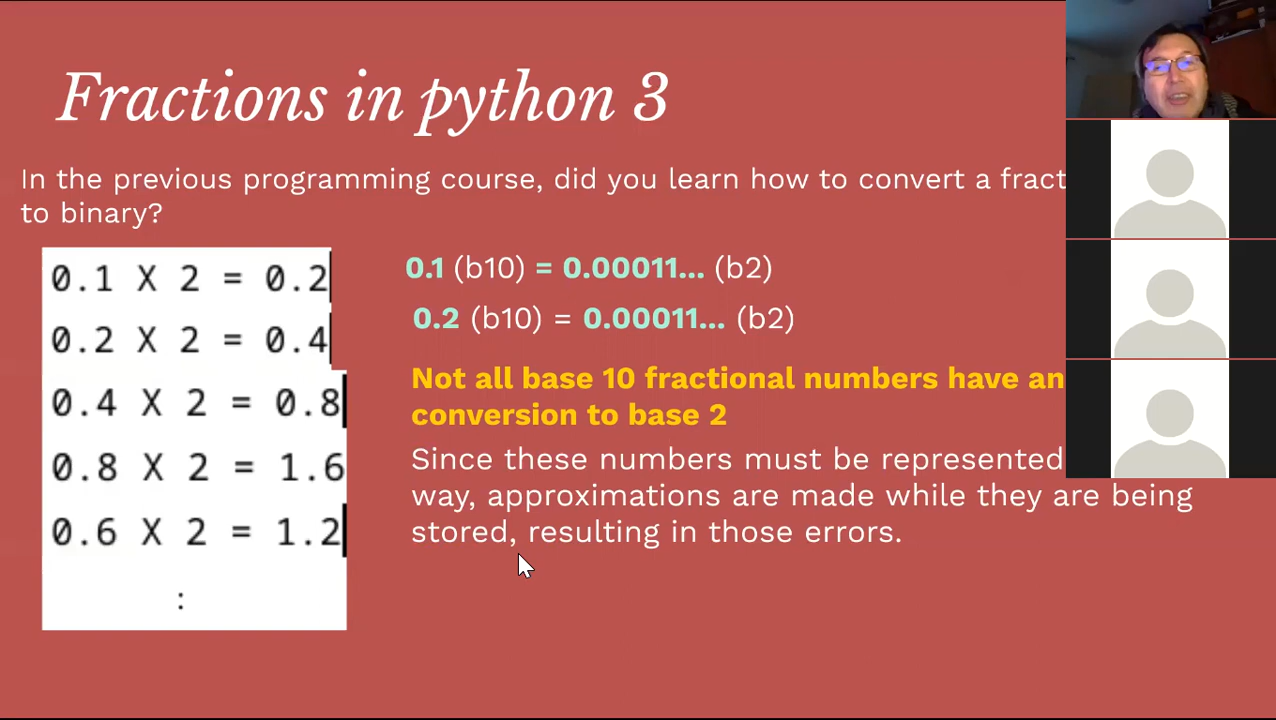 Fractions in python 3
In the previous programming course, did you learn how to convert a fract
to binary?
0.1 X 2 = 0.2
0.2 X 2 = 0.4
0.4 X 2 = 0.8
0.8 X 2 = 1.6
0.6 X 2 = 1.2
:
0.1 (b10) = 0.00011... (b2)
0.2 (b10) = 0.00011... (b2)
Not all base 10 fractional numbers have an
conversion to base 2
Since these numbers must be represented
way, approximations are made while they are being
stored, resulting in those errors.